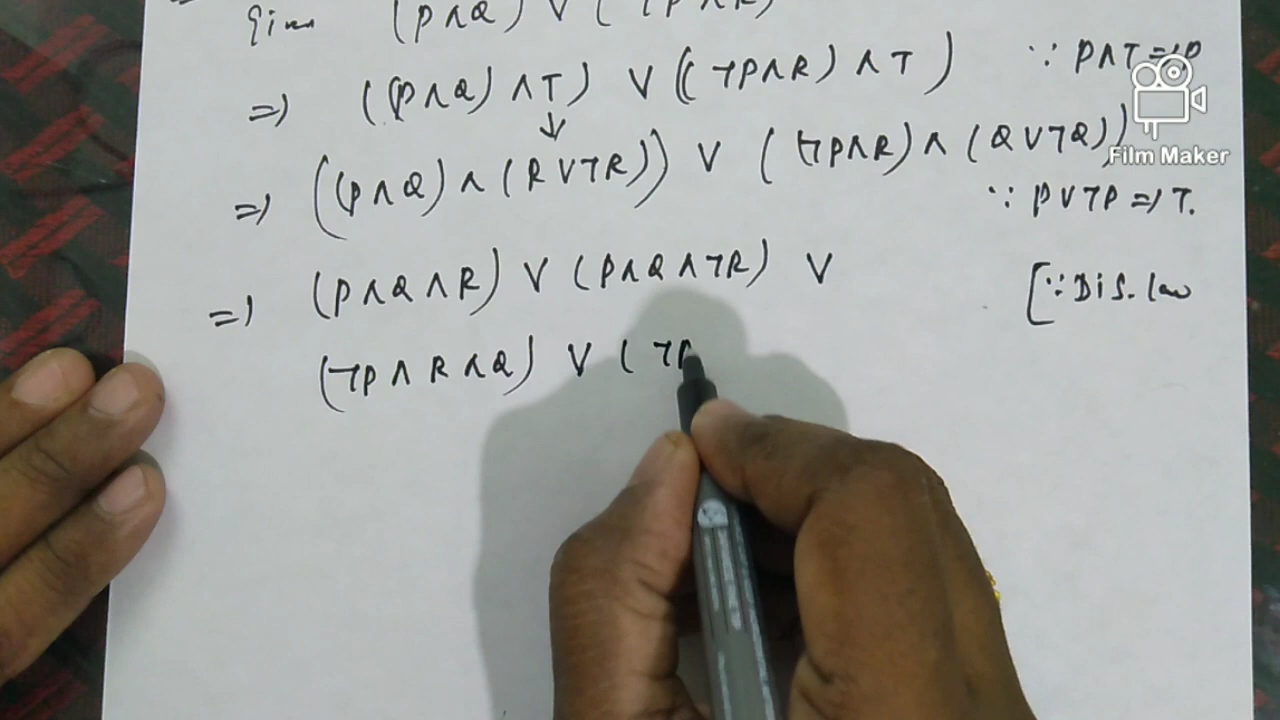 Given (P∧Q) ∨ (¬P∧R)
=) ((P∧Q) ∧T) ∨ ((¬P∧R) ∧T) ∵ P∧T=)P
↓
=) ((P∧Q) ∧ (R∨¬R)) ∨ (¬P∧R) ∧ (Q∨¬Q))
Film Maker
∵ P∨¬P=)T.
=) (P∧Q∧R) ∨ (P∧Q∧¬R) ∨ [∵ Dis. law
(¬P∧R∧Q) ∨ (¬P